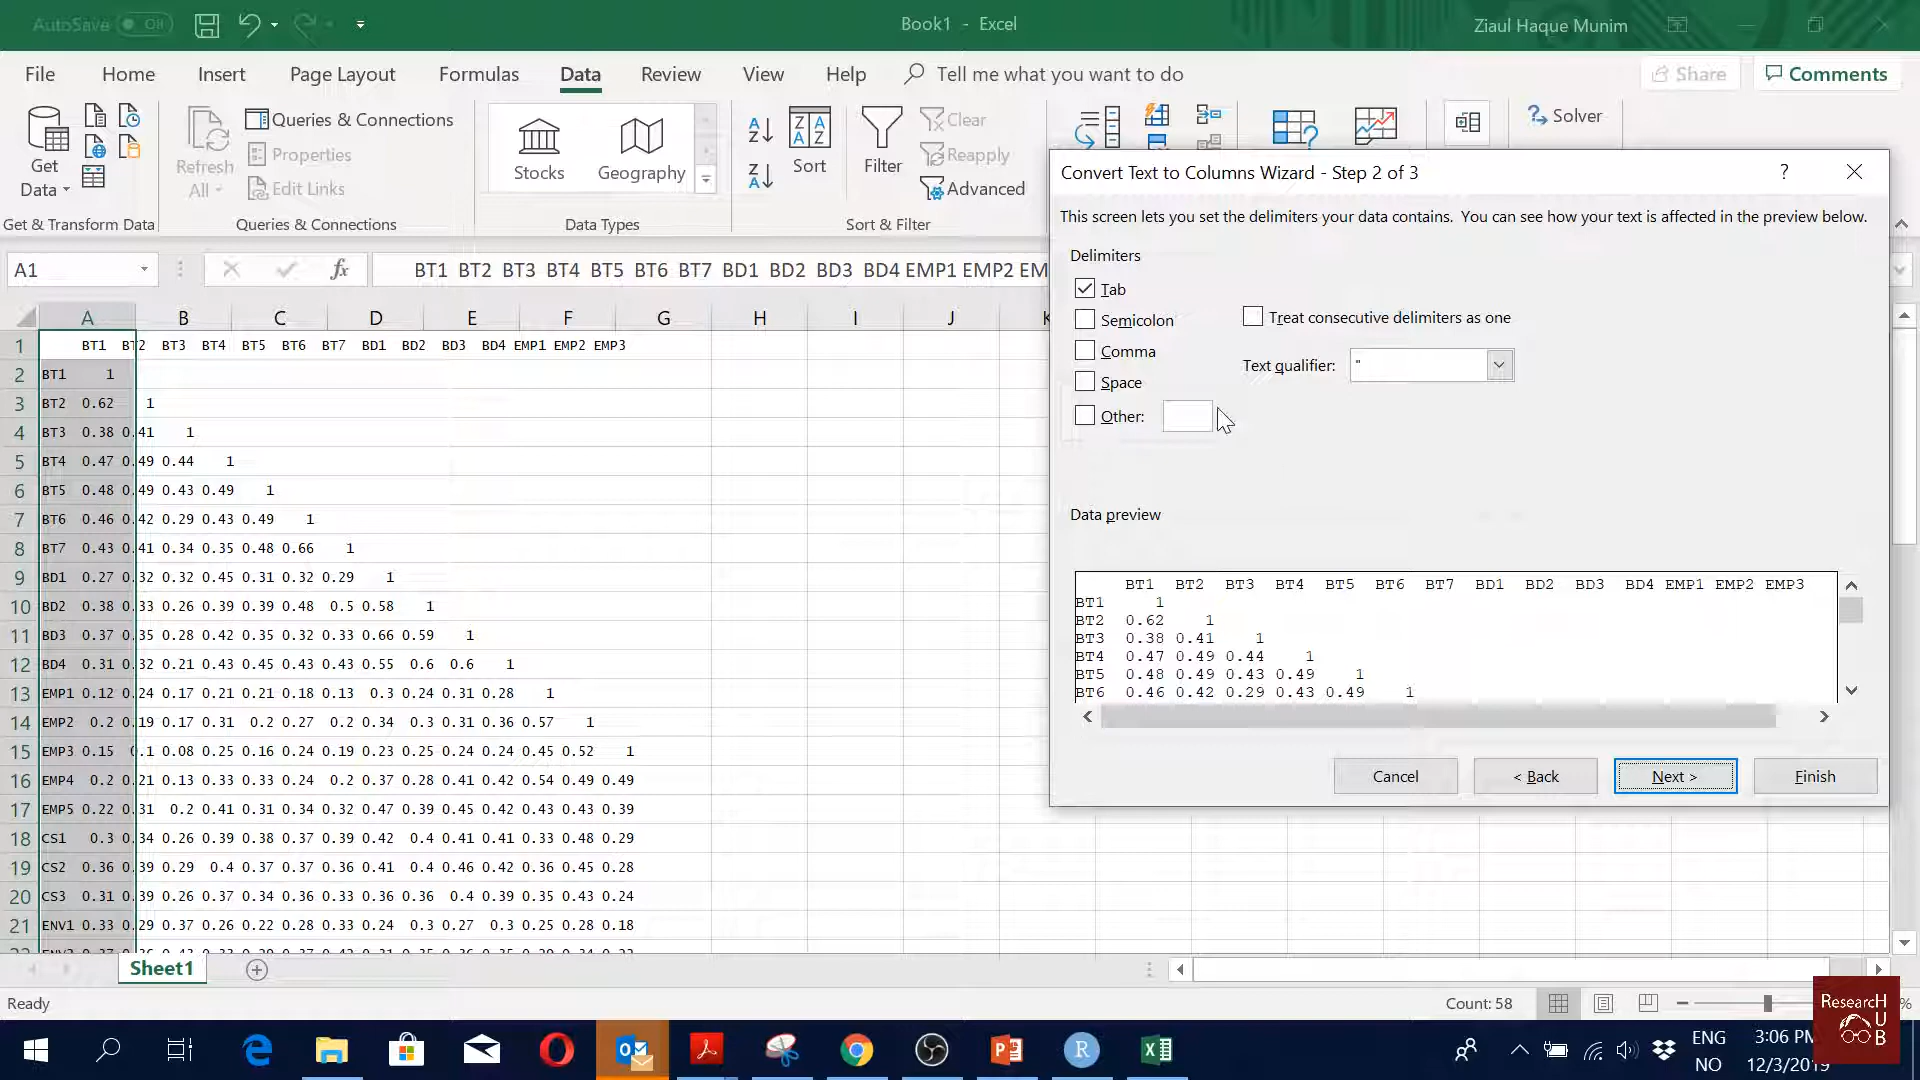 AutoSave Off
Book1 - Excel
Ziaul Haque Munim
File Home Insert Page Layout Formulas Data Review View Help Tell me what you want to do
Share Comments
Get Data
Refresh All
Queries & Connections
Properties
Edit Links
Stocks
Geography
Sort
Filter
Clear
Reapply
Advanced
Solver
Get & Transform Data
Queries & Connections
Data Types
Sort & Filter
A1
fx
BT1 BT2 BT3 BT4 BT5 BT6 BT7 BD1 BD2 BD3 BD4 EMP1 EMP2 EM
A B C D E F G H I J K
1 BT1 BT2 BT3 BT4 BT5 BT6 BT7 BD1 BD2 BD3 BD4 EMP1 EMP2 EMP3
2 BT1 1
3 BT2 0.62 1
4 BT3 0.38 0.41 1
5 BT4 0.47 0.49 0.44 1
6 BT5 0.48 0.49 0.43 0.49 1
7 BT6 0.46 0.42 0.29 0.43 0.49 1
8 BT7 0.43 0.41 0.34 0.35 0.48 0.66 1
9 BD1 0.27 0.32 0.32 0.45 0.31 0.32 0.29 1
10 BD2 0.38 0.33 0.26 0.39 0.39 0.48 0.5 0.58 1
11 BD3 0.37 0.35 0.28 0.42 0.35 0.32 0.33 0.66 0.59 1
12 BD4 0.31 0.32 0.21 0.43 0.45 0.43 0.43 0.55 0.6 0.6 1
13 EMP1 0.12 0.24 0.17 0.21 0.21 0.18 0.13 0.3 0.24 0.31 0.28 1
14 EMP2 0.2 0.19 0.17 0.31 0.2 0.27 0.2 0.34 0.3 0.31 0.36 0.57 1
15 EMP3 0.15 0.1 0.08 0.25 0.16 0.24 0.19 0.23 0.25 0.24 0.24 0.45 0.52 1
16 EMP4 0.2 0.21 0.13 0.33 0.33 0.24 0.2 0.37 0.28 0.41 0.42 0.54 0.49 0.49
17 EMP5 0.22 0.31 0.2 0.41 0.31 0.34 0.32 0.47 0.39 0.45 0.42 0.43 0.43 0.39
18 CS1 0.3 0.34 0.26 0.39 0.38 0.37 0.39 0.42 0.4 0.41 0.41 0.33 0.48 0.29
19 CS2 0.36 0.39 0.29 0.4 0.37 0.37 0.36 0.41 0.4 0.46 0.42 0.36 0.45 0.28
20 CS3 0.31 0.39 0.26 0.37 0.34 0.36 0.33 0.36 0.36 0.4 0.39 0.35 0.43 0.24
21 ENV1 0.33 0.29 0.37 0.26 0.22 0.28 0.33 0.24 0.3 0.27 0.3 0.25 0.28 0.18
Convert Text to Columns Wizard - Step 2 of 3
?
This screen lets you set the delimiters your data contains. You can see how your text is affected in the preview below.
Delimiters
Tab
Semicolon
Comma
Space
Other:
Treat consecutive delimiters as one
Text qualifier: "
Data preview
BT1 BT2 BT3 BT4 BT5 BT6 BT7 BD1 BD2 BD3 BD4 EMP1 EMP2 EMP3
BT1 1
BT2 0.62 1
BT3 0.38 0.41 1
BT4 0.47 0.49 0.44 1
BT5 0.48 0.49 0.43 0.49 1
BT6 0.46 0.42 0.29 0.43 0.49 1
Cancel < Back Next > Finish
Sheet1
Ready
Count: 58
%
ResearcH
HUB
ENG
NO
3:06 PM
12/3/2019